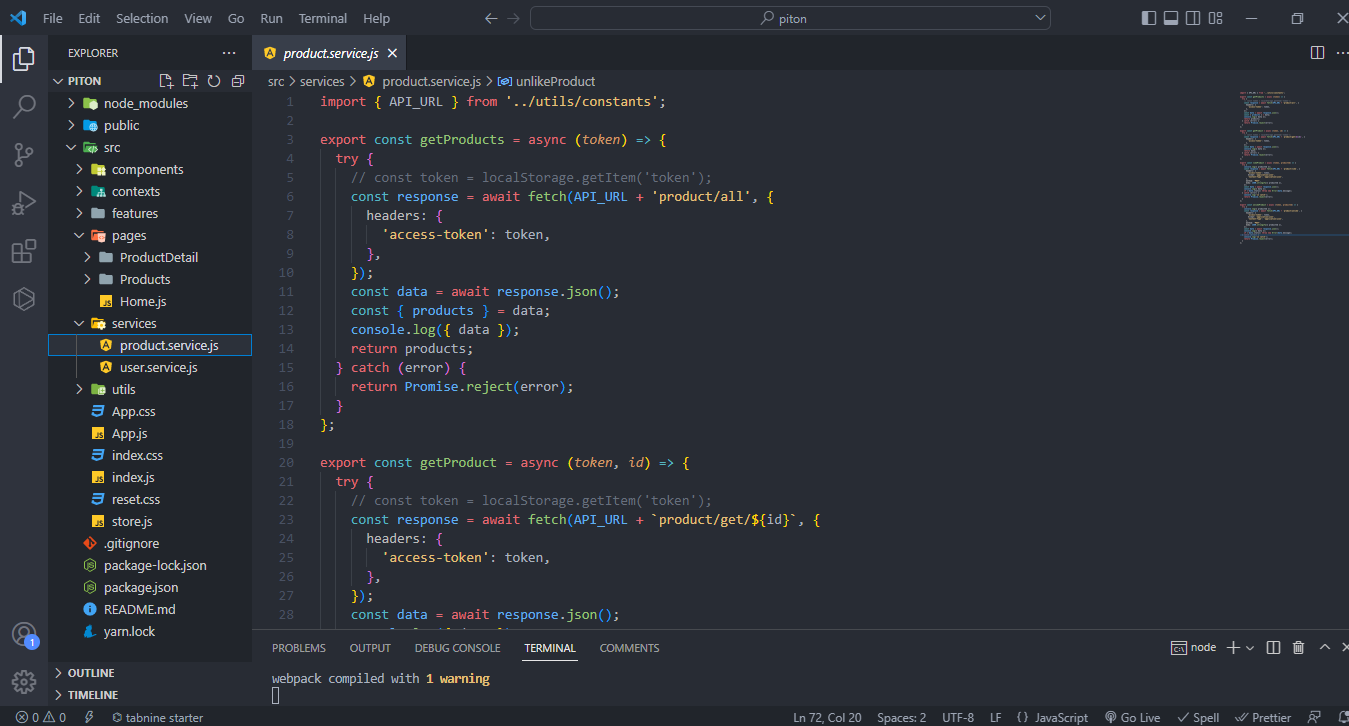 File Edit Selection View Go Run Terminal Help
piton
EXPLORER
product.service.js
PITON
src > services > product.service.js > unlikeProduct
node_modules
public
src
components
contexts
features
pages
ProductDetail
Products
Home.js
services
product.service.js
user.service.js
utils
App.css
App.js
index.css
index.js
reset.css
store.js
.gitignore
package-lock.json
package.json
README.md
yarn.lock
OUTLINE
TIMELINE
1 import { API_URL } from '../utils/constants';
2
3 export const getProducts = async (token) => {
4 try {
5 // const token = localStorage.getItem('token');
6 const response = await fetch(API_URL + 'product/all', {
7 headers: {
8 'access-token': token,
9 },
10 });
11 const data = await response.json();
12 const { products } = data;
13 console.log({ data });
14 return products;
15 } catch (error) {
16 return Promise.reject(error);
17 }
18 };
19
20 export const getProduct = async (token, id) => {
21 try {
22 // const token = localStorage.getItem('token');
23 const response = await fetch(API_URL + `product/get/${id}`, {
24 headers: {
25 'access-token': token,
26 },
27 });
28 const data = await response.json();
PROBLEMS OUTPUT DEBUG CONSOLE TERMINAL COMMENTS
node
webpack compiled with 1 warning
1
0 0 tabnine starter
Ln 72, Col 20 Spaces: 2 UTF-8 LF {} JavaScript Go Live Spell Prettier